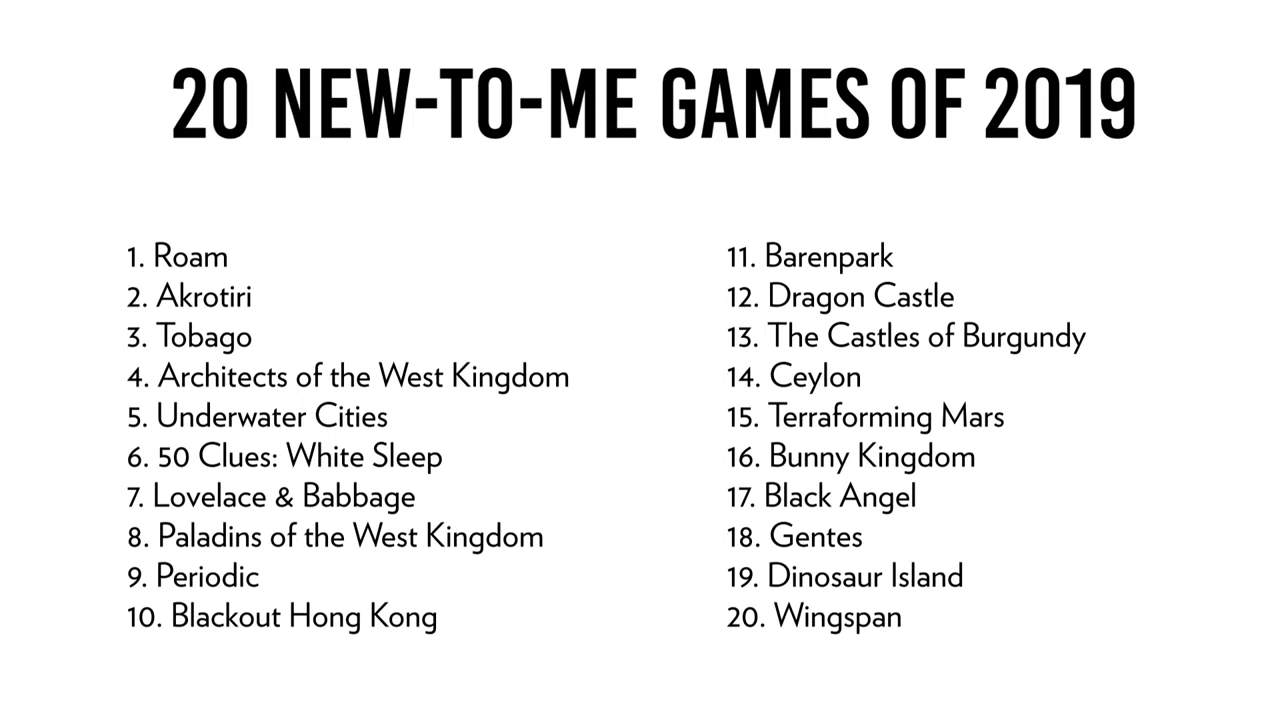 20 NEW-TO-ME GAMES OF 2019
1. Roam
2. Akrotiri
3. Tobago
4. Architects of the West Kingdom
5. Underwater Cities
6. 50 Clues: White Sleep
7. Lovelace & Babbage
8. Paladins of the West Kingdom
9. Periodic
10. Blackout Hong Kong
11. Barenpark
12. Dragon Castle
13. The Castles of Burgundy
14. Ceylon
15. Terraforming Mars
16. Bunny Kingdom
17. Black Angel
18. Gentes
19. Dinosaur Island
20. Wingspan